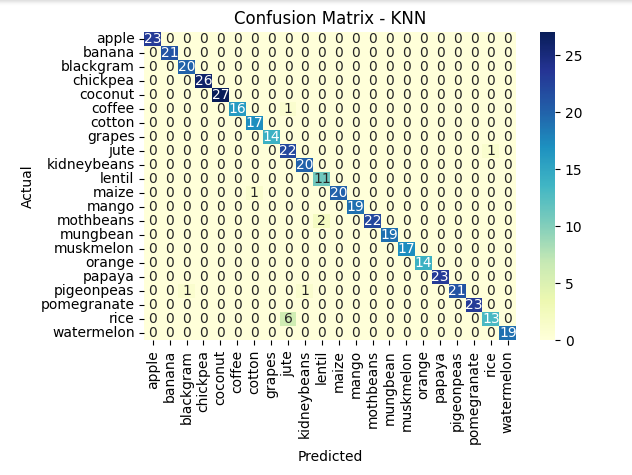 Confusion Matrix - KNN
Actual
apple 23 0 0 0 0 0 0 0 0 0 0 0 0 0 0 0 0 0 0 0 0 0
banana 0 21 0 0 0 0 0 0 0 0 0 0 0 0 0 0 0 0 0 0 0 0
blackgram 0 0 20 0 0 0 0 0 0 0 0 0 0 0 0 0 0 0 0 0 0 0
chickpea 0 0 0 26 0 0 0 0 0 0 0 0 0 0 0 0 0 0 0 0 0 0
coconut 0 0 0 0 27 0 0 0 0 0 0 0 0 0 0 0 0 0 0 0 0 0
coffee 0 0 0 0 0 16 0 0 1 0 0 0 0 0 0 0 0 0 0 0 0 0
cotton 0 0 0 0 0 0 17 0 0 0 0 0 0 0 0 0 0 0 0 0 0 0
grapes 0 0 0 0 0 0 0 14 0 0 0 0 0 0 0 0 0 0 0 0 0 0
jute 0 0 0 0 0 0 0 0 22 0 0 0 0 0 0 0 0 0 0 0 1 0
kidneybeans 0 0 0 0 0 0 0 0 0 20 0 0 0 0 0 0 0 0 0 0 0 0
lentil 0 0 0 0 0 0 0 0 0 0 11 0 0 0 0 0 0 0 0 0 0 0
maize 0 0 0 0 0 0 1 0 0 0 0 20 0 0 0 0 0 0 0 0 0 0
mango 0 0 0 0 0 0 0 0 0 0 0 0 19 0 0 0 0 0 0 0 0 0
mothbeans 0 0 0 0 0 0 0 0 0 0 2 0 0 22 0 0 0 0 0 0 0 0
mungbean 0 0 0 0 0 0 0 0 0 0 0 0 0 0 19 0 0 0 0 0 0 0
muskmelon 0 0 0 0 0 0 0 0 0 0 0 0 0 0 0 17 0 0 0 0 0 0
orange 0 0 0 0 0 0 0 0 0 0 0 0 0 0 0 0 14 0 0 0 0 0
papaya 0 0 0 0 0 0 0 0 0 0 0 0 0 0 0 0 0 23 0 0 0 0
pigeonpeas 0 0 1 0 0 0 0 0 0 1 0 0 0 0 0 0 0 0 21 0 0 0
pomegranate 0 0 0 0 0 0 0 0 0 0 0 0 0 0 0 0 0 0 0 23 0 0
rice 0 0 0 0 0 0 0 0 6 0 0 0 0 0 0 0 0 0 0 0 13 0
watermelon 0 0 0 0 0 0 0 0 0 0 0 0 0 0 0 0 0 0 0 0 0 19
apple
banana
blackgram
chickpea
coconut
coffee
cotton
grapes
jute
kidneybeans
lentil
maize
mango
mothbeans
mungbean
muskmelon
orange
papaya
pigeonpeas
pomegranate
rice
watermelon
Predicted
25
20
15
10
5
0